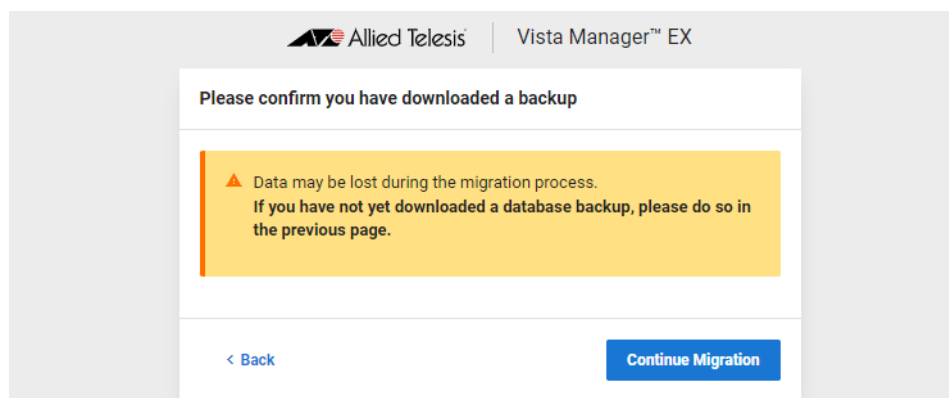 Allied Telesis Vista Manager™ EX
Please confirm you have downloaded a backup
Data may be lost during the migration process.
If you have not yet downloaded a database backup, please do so in
the previous page.
< Back Continue Migration